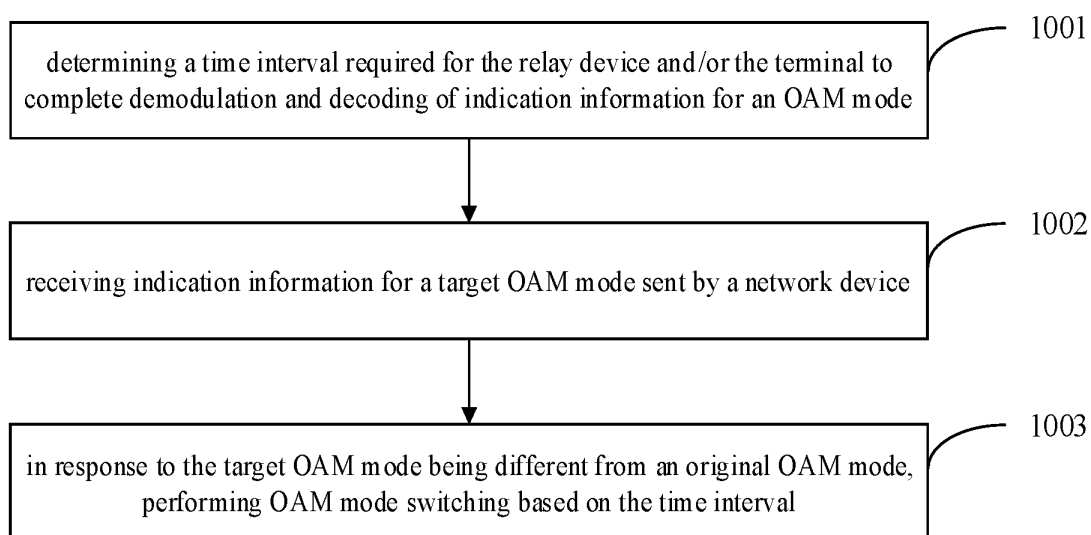 1001
determining a time interval required for the relay device and/or the terminal to
complete demodulation and decoding of indication information for an OAM mode
1002
receiving indication information for a target OAM mode sent by a network device
1003
in response to the target OAM mode being different from an original OAM mode,
performing OAM mode switching based on the time interval